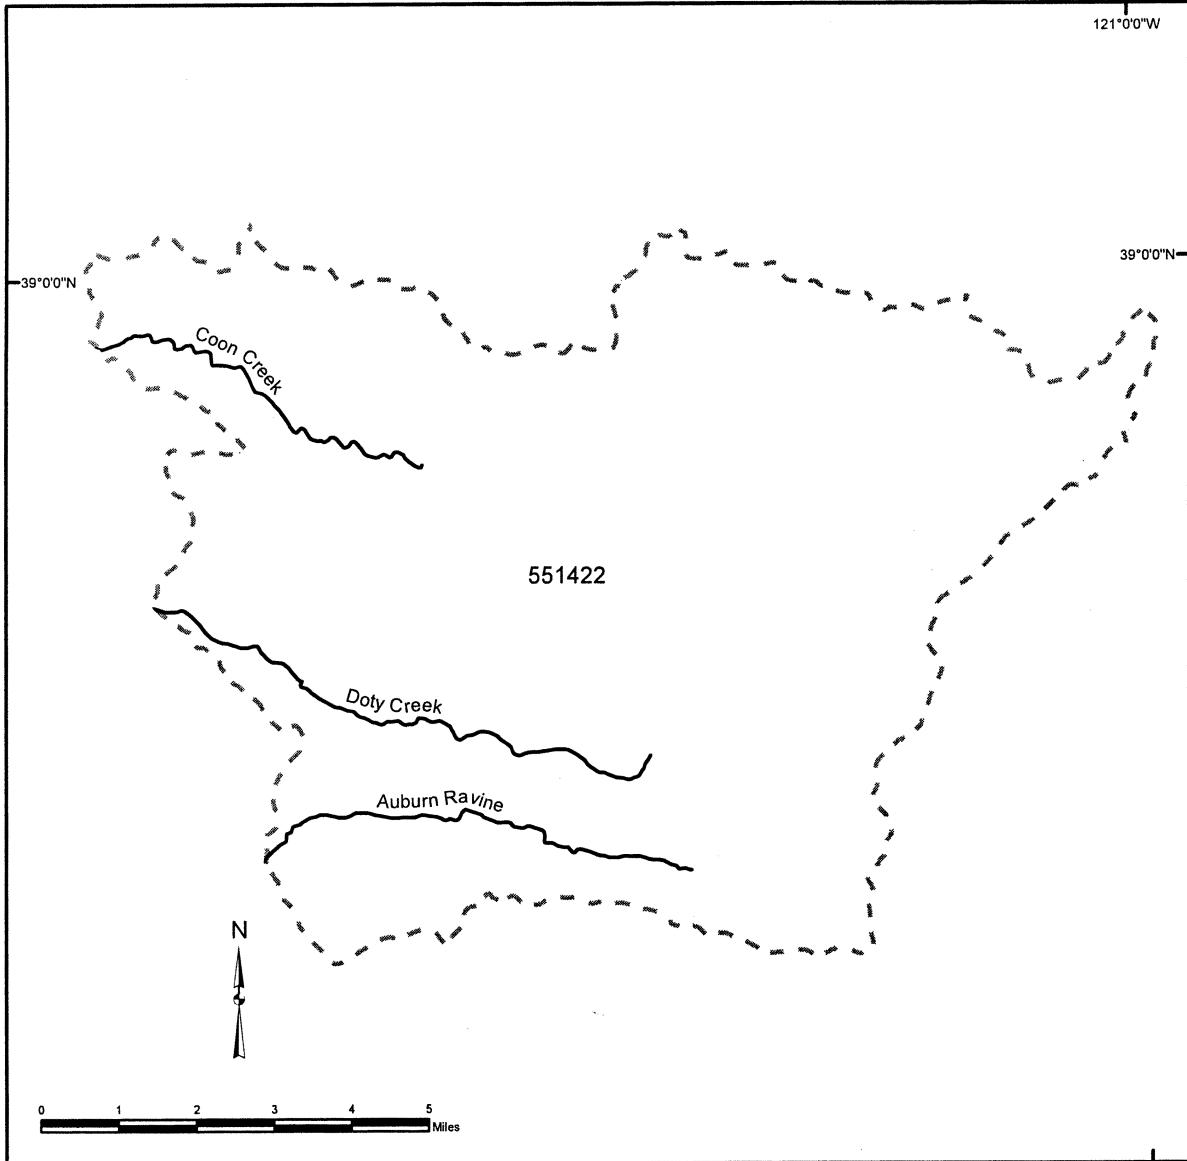 121°0'0"W
39°0'0"N
39°0'0"N
Coon Creek
551422
Doty Creek
Auburn Ravine
N
0 1 2 3 4 5
Miles